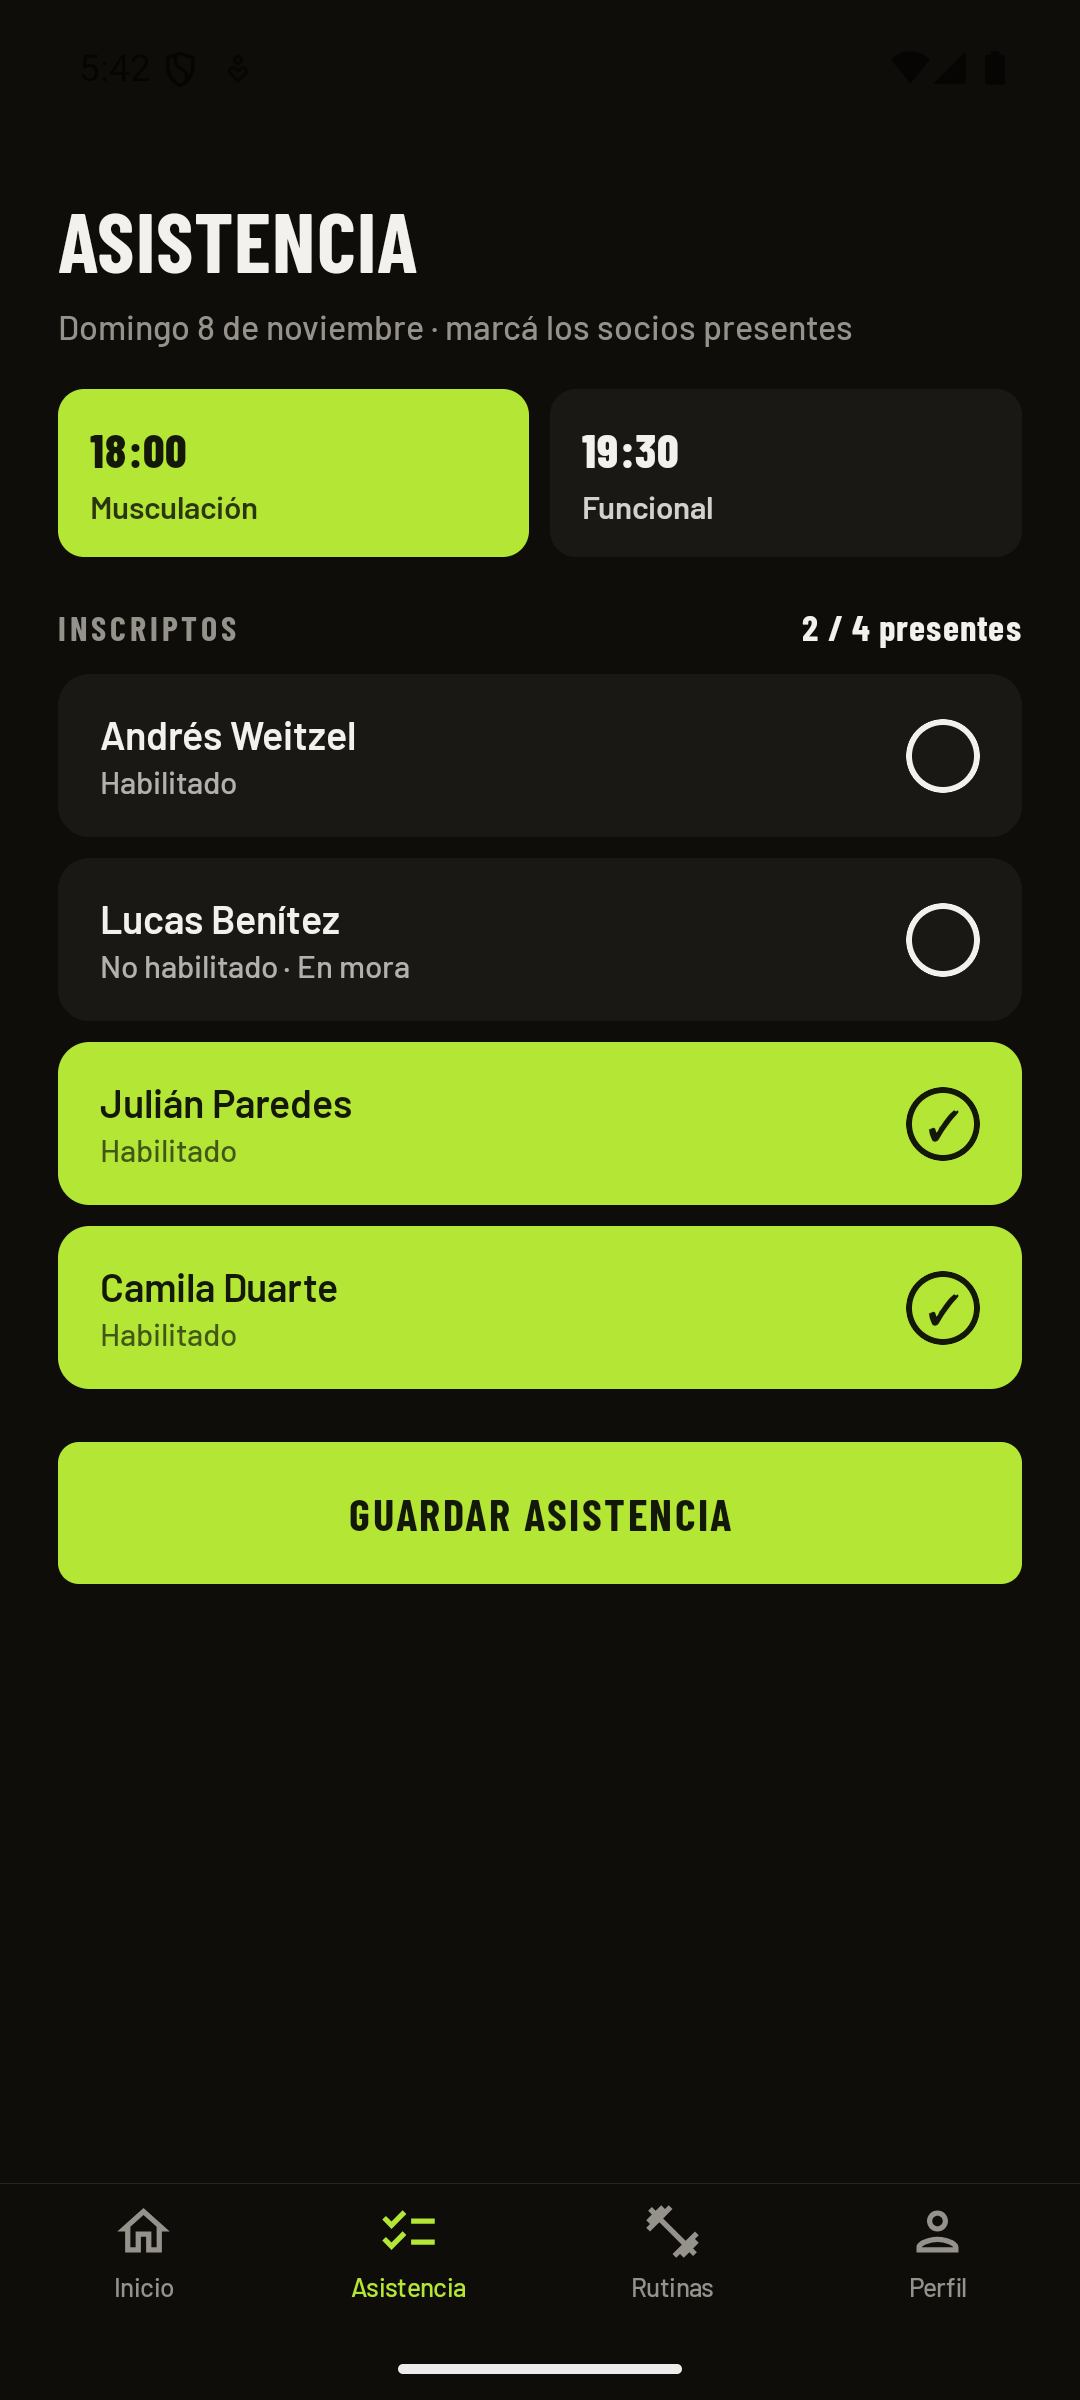 5:42
ASISTENCIA
Domingo 8 de noviembre · marcá los socios presentes
18:00
Musculación
19:30
Funcional
INSCRIPTOS
2 / 4 presentes
Andrés Weitzel
Habilitado
Lucas Benítez
No habilitado · En mora
Julián Paredes
Habilitado
Camila Duarte
Habilitado
GUARDAR ASISTENCIA
Inicio
Asistencia
Rutinas
Perfil